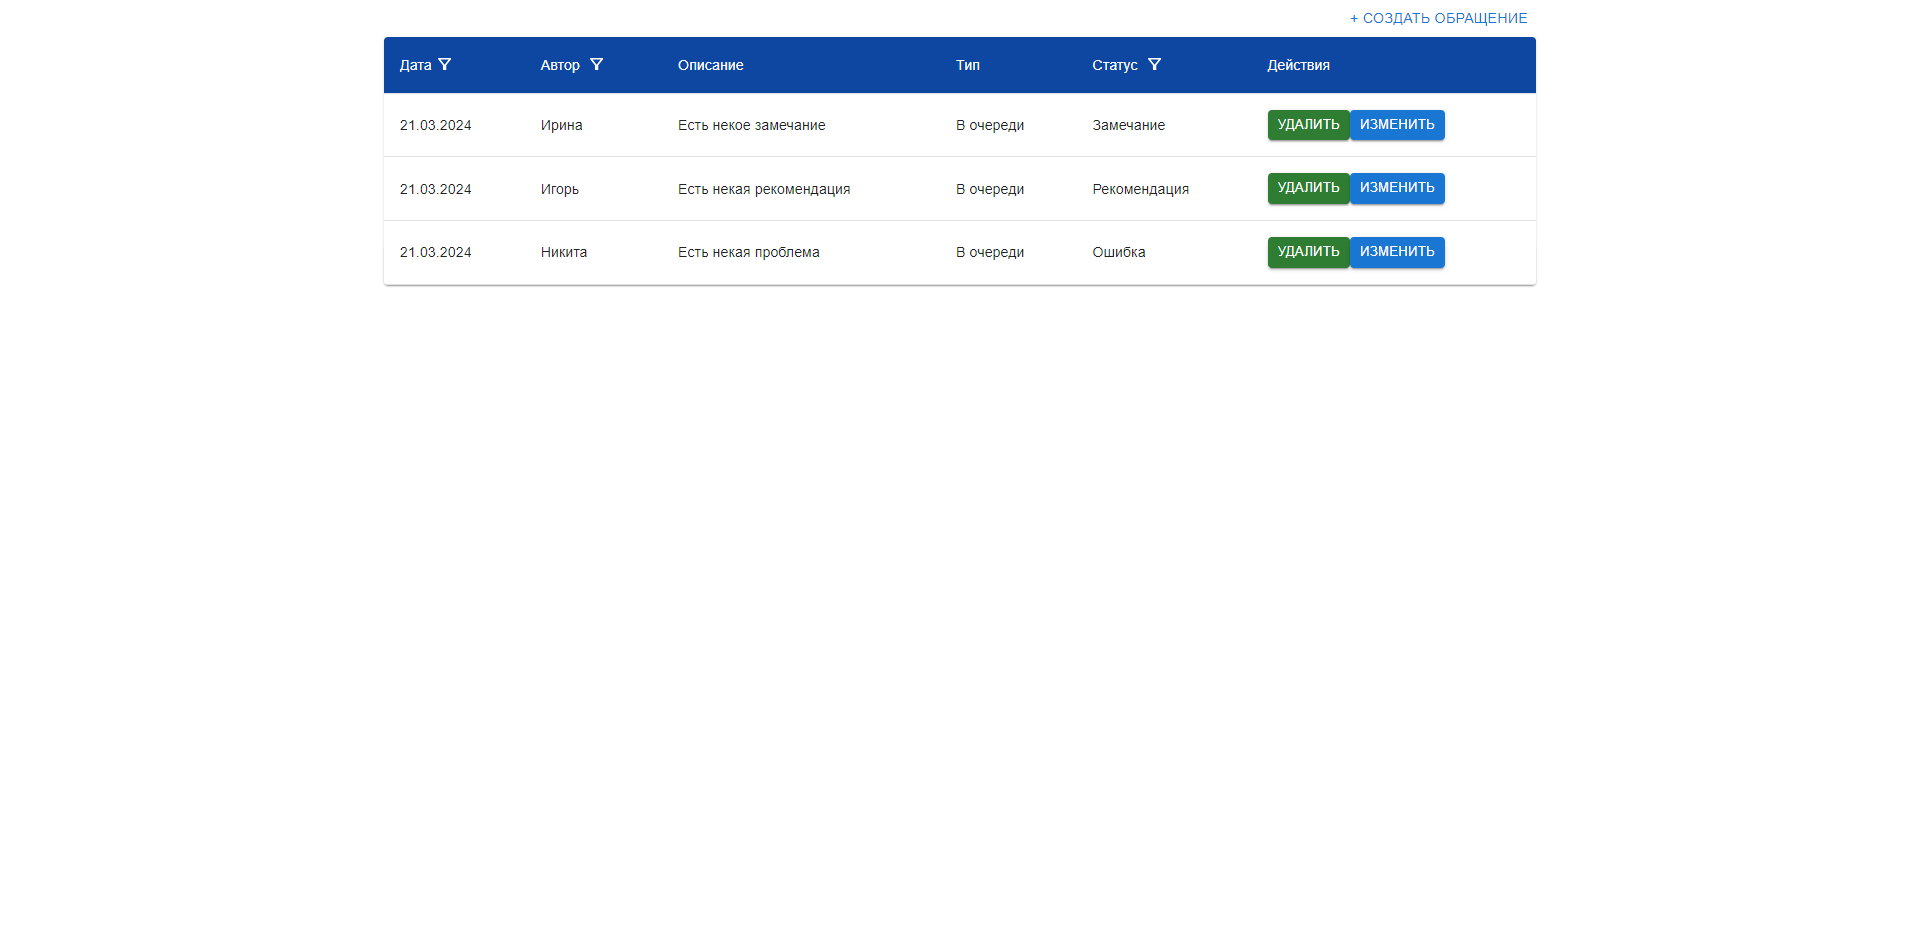 + СОЗДАТЬ ОБРАЩЕНИЕ
Дата Автор Описание Тип Статус Действия
21.03.2024 Ирина Есть некое замечание В очереди Замечание УДАЛИТЬ ИЗМЕНИТЬ
21.03.2024 Игорь Есть некая рекомендация В очереди Рекомендация УДАЛИТЬ ИЗМЕНИТЬ
21.03.2024 Никита Есть некая проблема В очереди Ошибка УДАЛИТЬ ИЗМЕНИТЬ